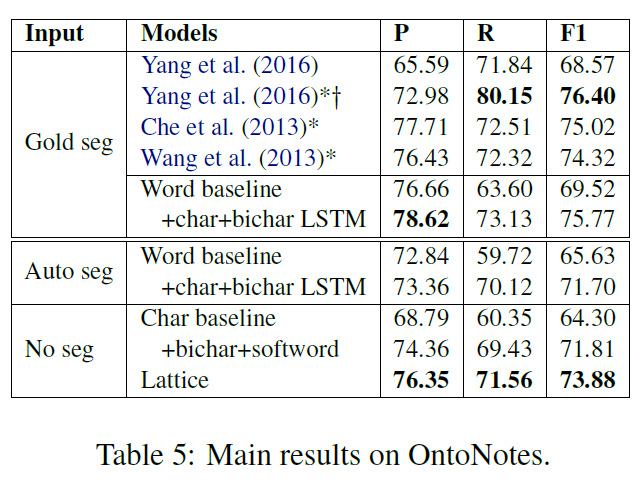 Input Models P R F1
Yang et al. (2016) 65.59 71.84 68.57
Yang et al. (2016)*† 72.98 80.15 76.40
Gold seg Che et al. (2013)* 77.71 72.51 75.02
Wang et al. (2013)* 76.43 72.32 74.32
Word baseline 76.66 63.60 69.52
+char+bichar LSTM 78.62 73.13 75.77
Auto seg Word baseline 72.84 59.72 65.63
+char+bichar LSTM 73.36 70.12 71.70
Char baseline 68.79 60.35 64.30
No seg +bichar+softword 74.36 69.43 71.81
Lattice 76.35 71.56 73.88
Table 5: Main results on OntoNotes.